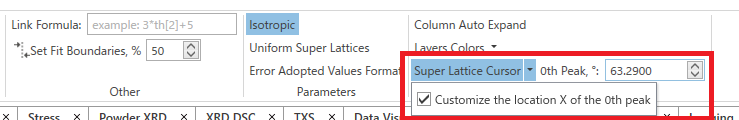 Link Formula: example: 3*th[2]+5
Set Fit Boundaries, % 50
Other
Isotropic
Uniform Super Lattices
Error Adopted Values Format
Parameters
Column Auto Expand
Layers Colors
Super Lattice Cursor 0th Peak, °: 63.2900
Customize the location X of the 0th peak
Stress × Powder XRD × XRD DSC × TXS × Data Vis